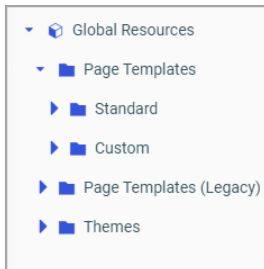 Global Resources
Page Templates
Standard
Custom
Page Templates (Legacy)
Themes